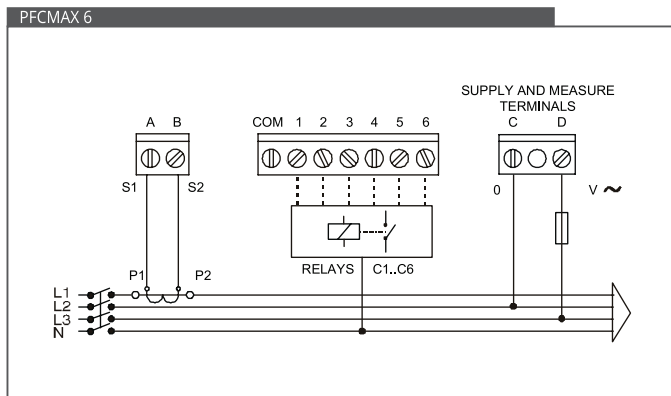 PFCMAX 6
SUPPLY AND MEASURE
TERMINALS
A B COM 1 2 3 4 5 6 C D
S1 S2 0 V ~
RELAYS C1..C6
P1 P2
L1
L2
L3
N